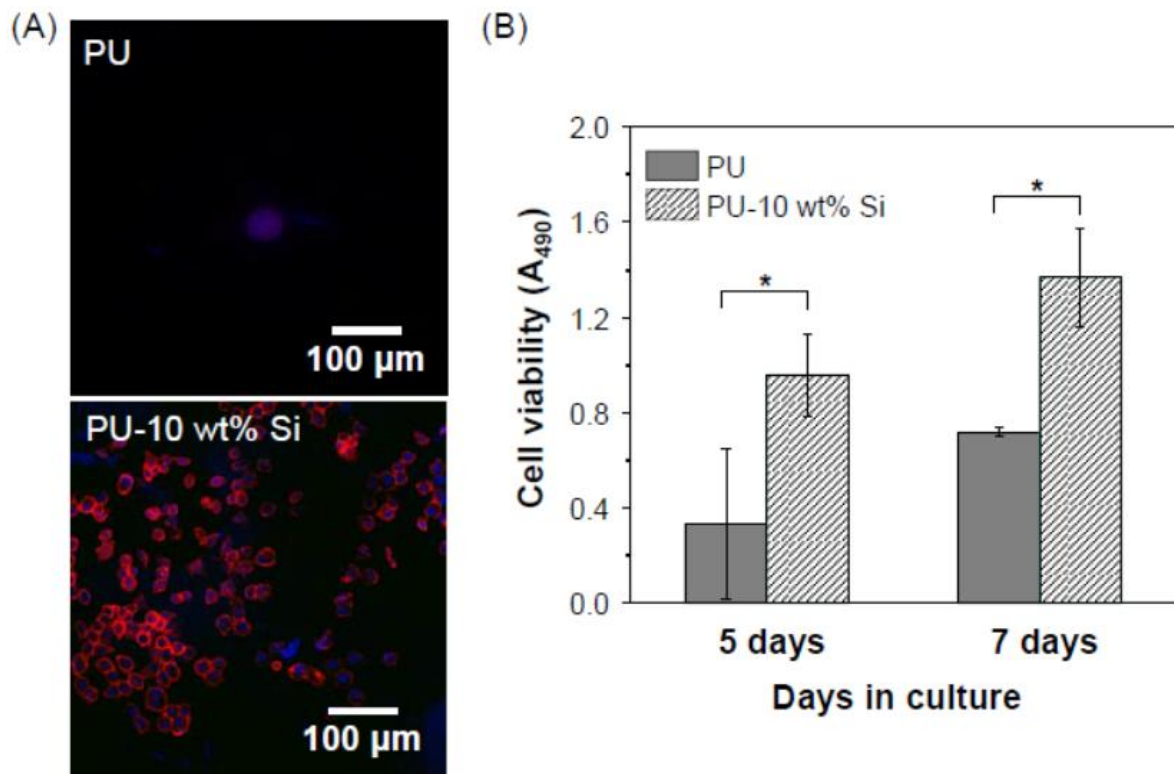 (A)
PU
100 µm
PU-10 wt% Si
100 µm
(B)
2.0
1.6
1.2
0.8
0.4
0.0
Cell viability (A490)
PU
PU-10 wt% Si
*
*
5 days
7 days
Days in culture